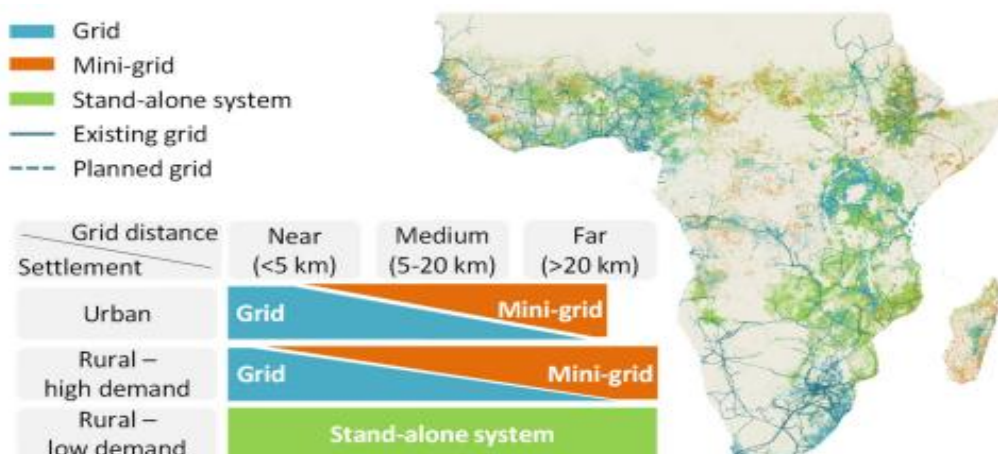 Grid
Mini-grid
Stand-alone system
Existing grid
Planned grid
Grid distance
Settlement
Near
(<5 km)
Medium
(5-20 km)
Far
(>20 km)
Urban
Grid
Mini-grid
Rural –
high demand
Grid
Mini-grid
Rural –
low demand
Stand-alone system